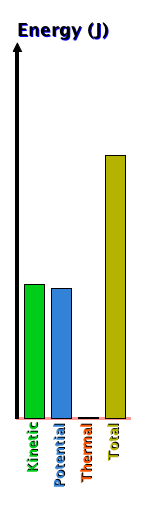 Energy (J)
Kinetic
Potential
Thermal
Total